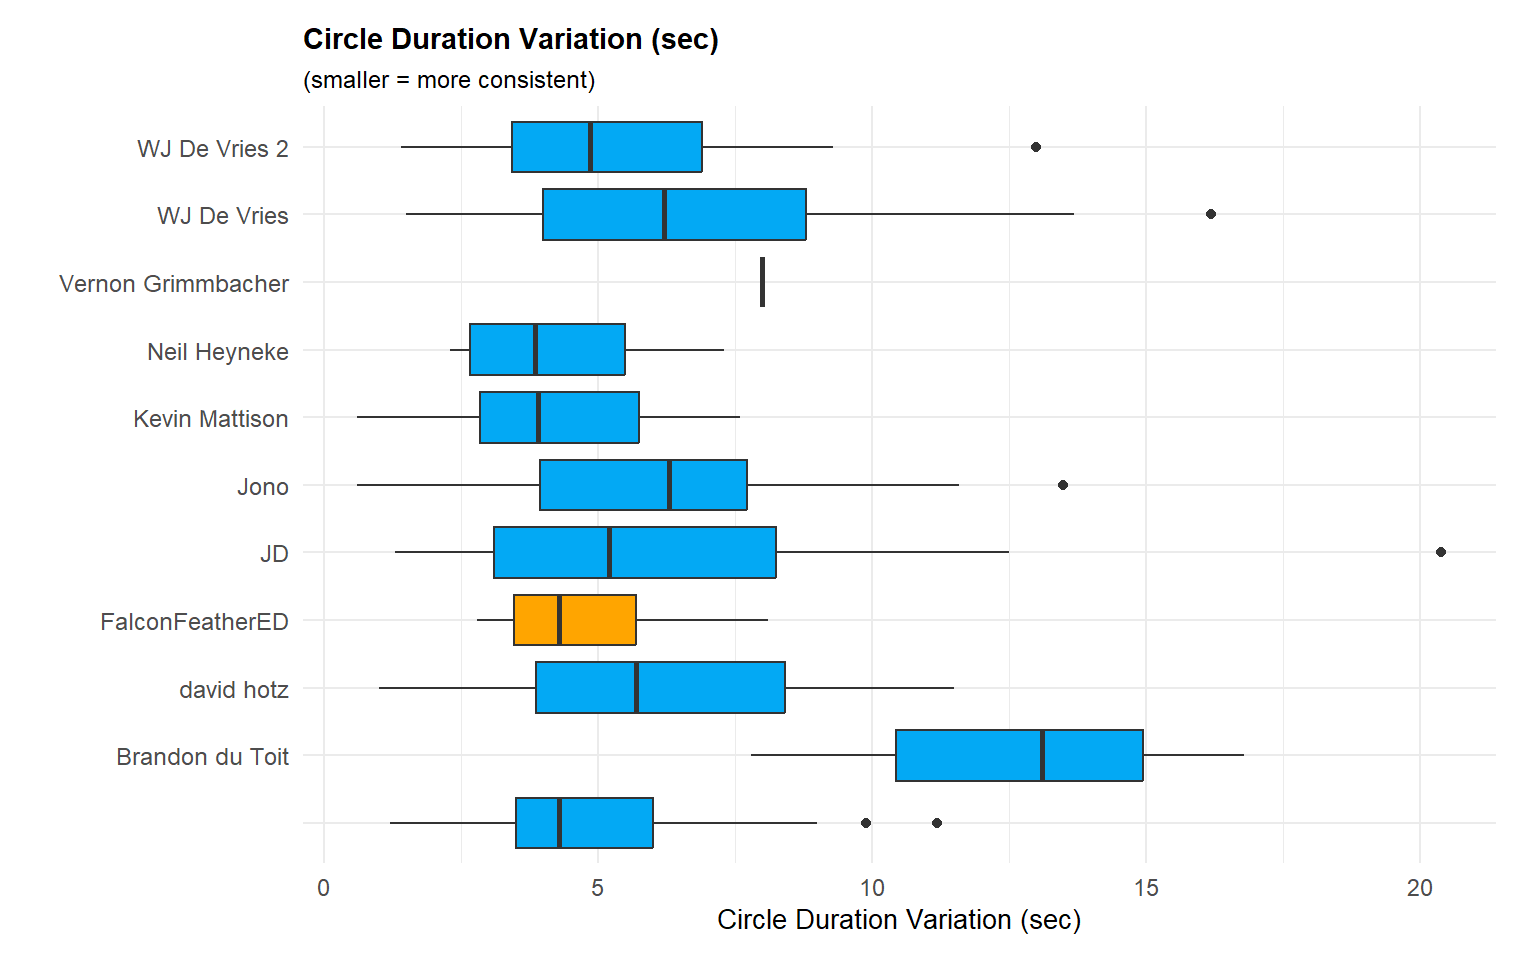 Circle Duration Variation (sec)
(smaller = more consistent)
WJ De Vries 2
WJ De Vries
Vernon Grimmbacher
Neil Heyneke
Kevin Mattison
Jono
JD
FalconFeatherED
david hotz
Brandon du Toit
0 5 10 15 20
Circle Duration Variation (sec)